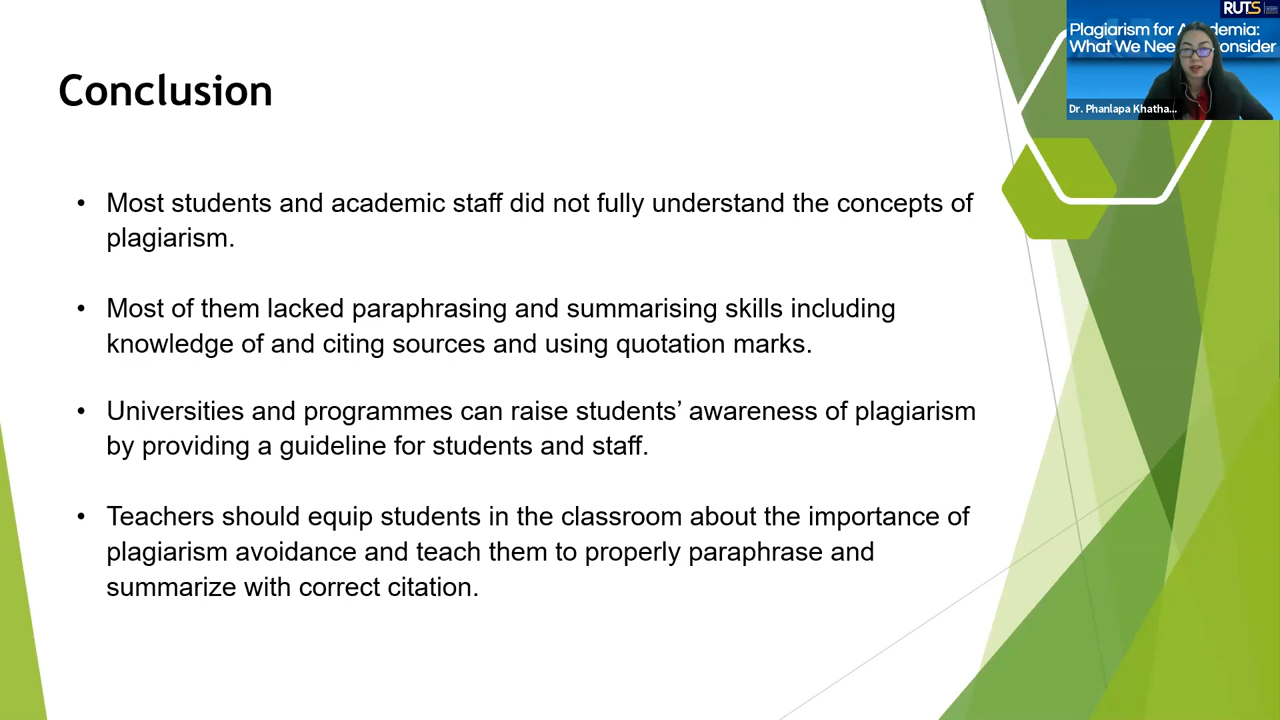 RUTS
Plagiarism for A demia:
What We Nee onsider
Dr. Phanlapa Khatha...
Conclusion
• Most students and academic staff did not fully understand the concepts of
plagiarism.
• Most of them lacked paraphrasing and summarising skills including
knowledge of and citing sources and using quotation marks.
• Universities and programmes can raise students’ awareness of plagiarism
by providing a guideline for students and staff.
• Teachers should equip students in the classroom about the importance of
plagiarism avoidance and teach them to properly paraphrase and
summarize with correct citation.